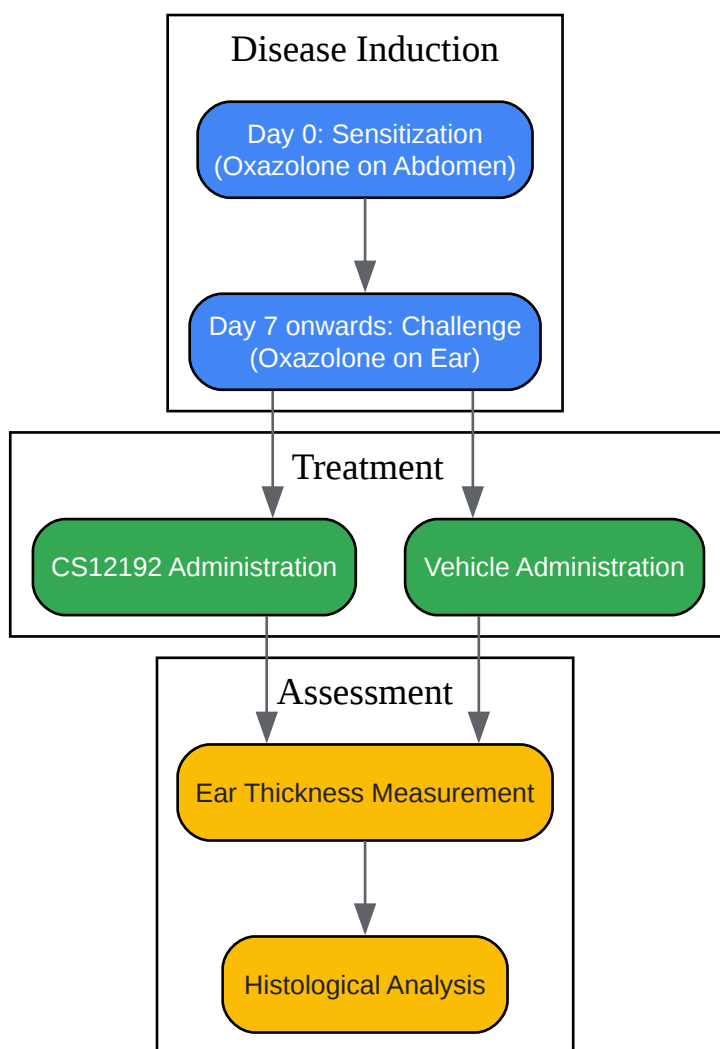 Disease Induction
Day 0: Sensitization
(Oxazolone on Abdomen)
Day 7 onwards: Challenge
(Oxazolone on Ear)
Treatment
CS12192 Administration
Vehicle Administration
Assessment
Ear Thickness Measurement
Histological Analysis